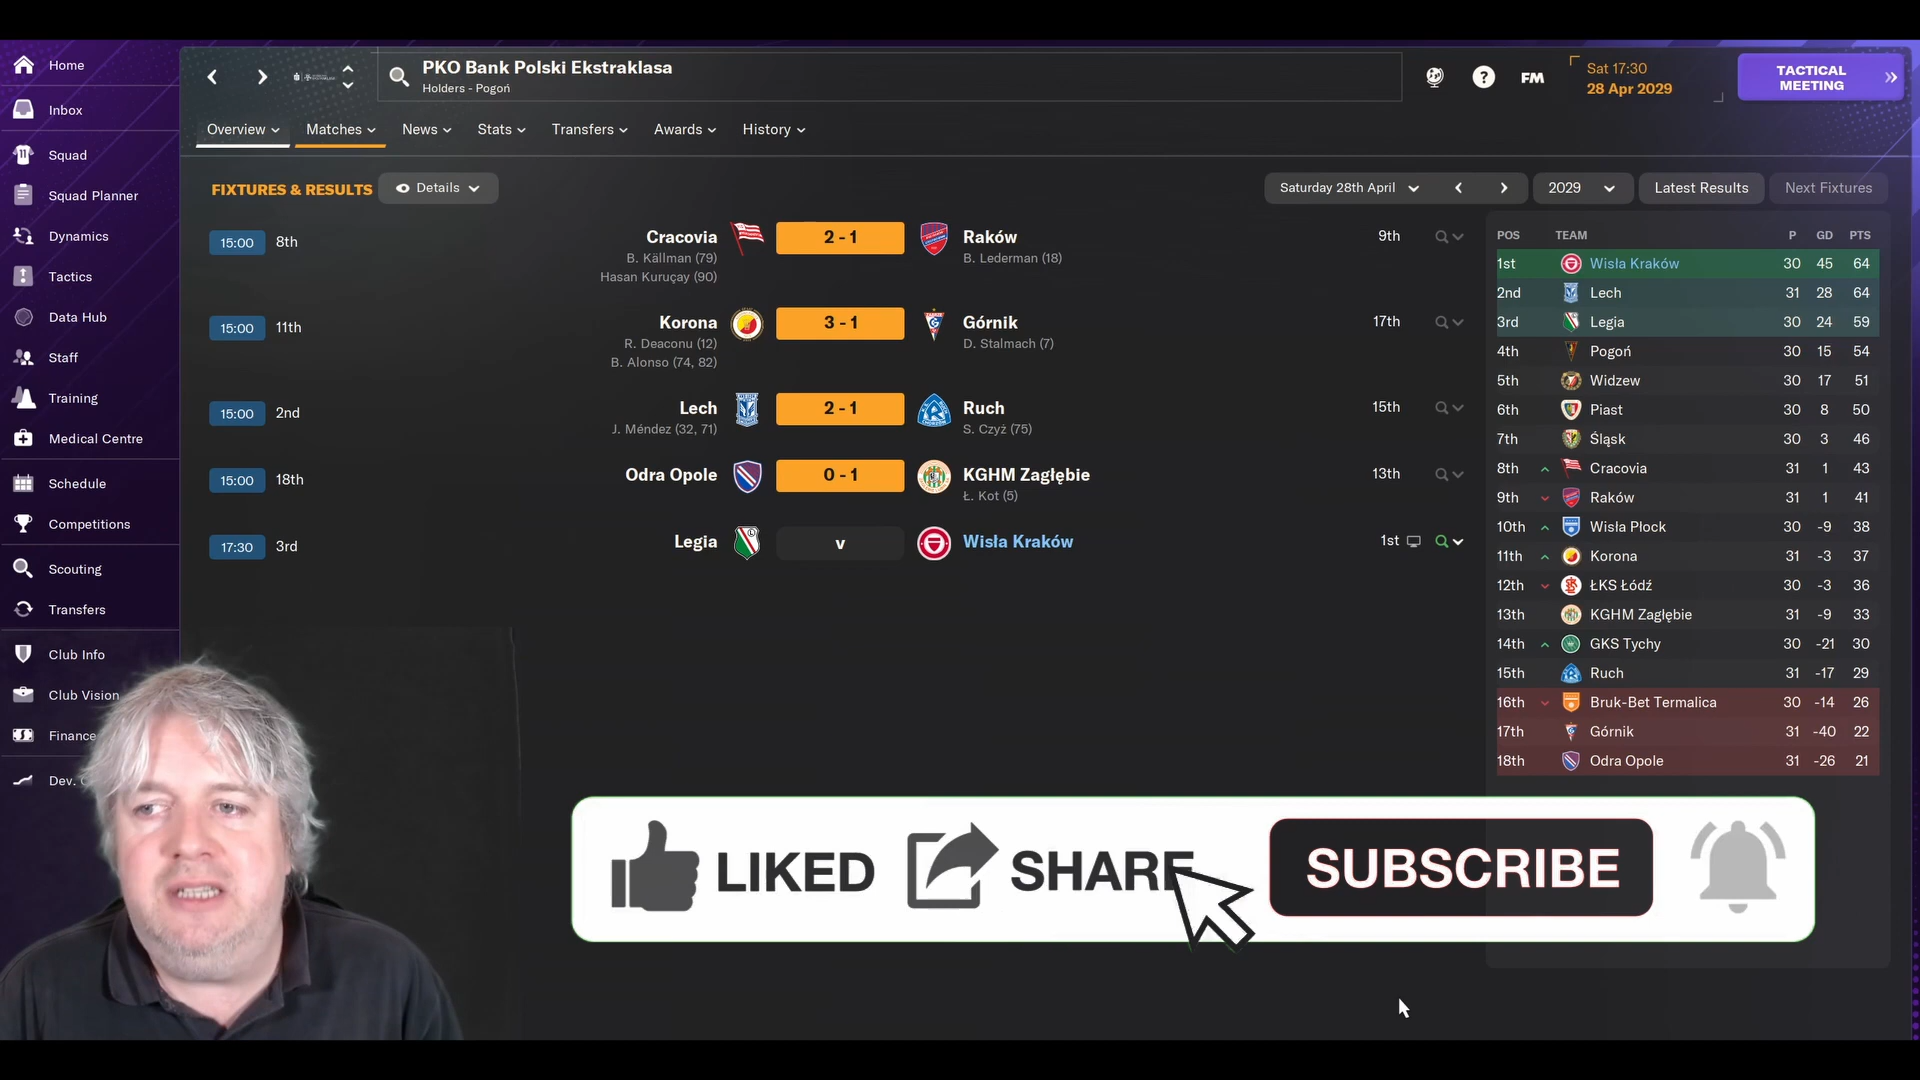 Home
Inbox
Squad
Squad Planner
Dynamics
Tactics
Data Hub
Staff
Training
Medical Centre
Schedule
Competitions
Scouting
Transfers
Club Info
Club Vision
Finance
Dev.
PKO Bank Polski Ekstraklasa
Holders - Pogoń
FM
Sat 17:30
28 Apr 2029
TACTICAL
MEETING
Overview Matches News Stats Transfers Awards History
FIXTURES & RESULTS Details Saturday 28th April 2029 Latest Results Next Fixtures
15:00 8th Cracovia 2 - 1 Raków 9th
B. Källman (79) B. Lederman (18)
Hasan Kuruçay (90)
15:00 11th Korona 3 - 1 Górnik 17th
R. Deaconu (12) D. Stalmach (7)
B. Alonso (74, 82)
15:00 2nd Lech 2 - 1 Ruch 15th
J. Méndez (32, 71) S. Czyż (75)
15:00 18th Odra Opole 0 - 1 KGHM Zagłębie 13th
Ł. Kot (5)
17:30 3rd Legia v Wisła Kraków 1st
POS TEAM P GD PTS
1st Wisła Kraków 30 45 64
2nd Lech 31 28 64
3rd Legia 30 24 59
4th Pogoń 30 15 54
5th Widzew 30 17 51
6th Piast 30 8 50
7th Śląsk 30 3 46
8th Cracovia 31 1 43
9th Raków 31 1 41
10th Wisła Płock 30 -9 38
11th Korona 31 -3 37
12th ŁKS Łódź 30 -3 36
13th KGHM Zagłębie 31 -9 33
14th GKS Tychy 30 -21 30
15th Ruch 31 -17 29
16th Bruk-Bet Termalica 30 -14 26
17th Górnik 31 -40 22
18th Odra Opole 31 -26 21
LIKED SHARE SUBSCRIBE